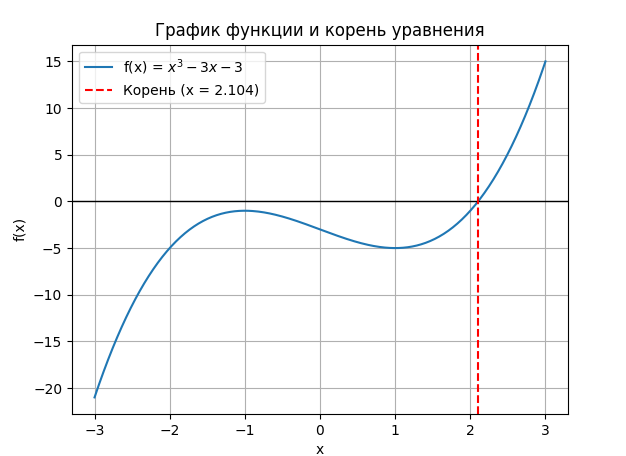 График функции и корень уравнения
f(x) = x³ − 3x − 3
Корень (x = 2.104)
15
10
5
0
−5
−10
−15
−20
f(x)
−3 −2 −1 0 1 2 3
x